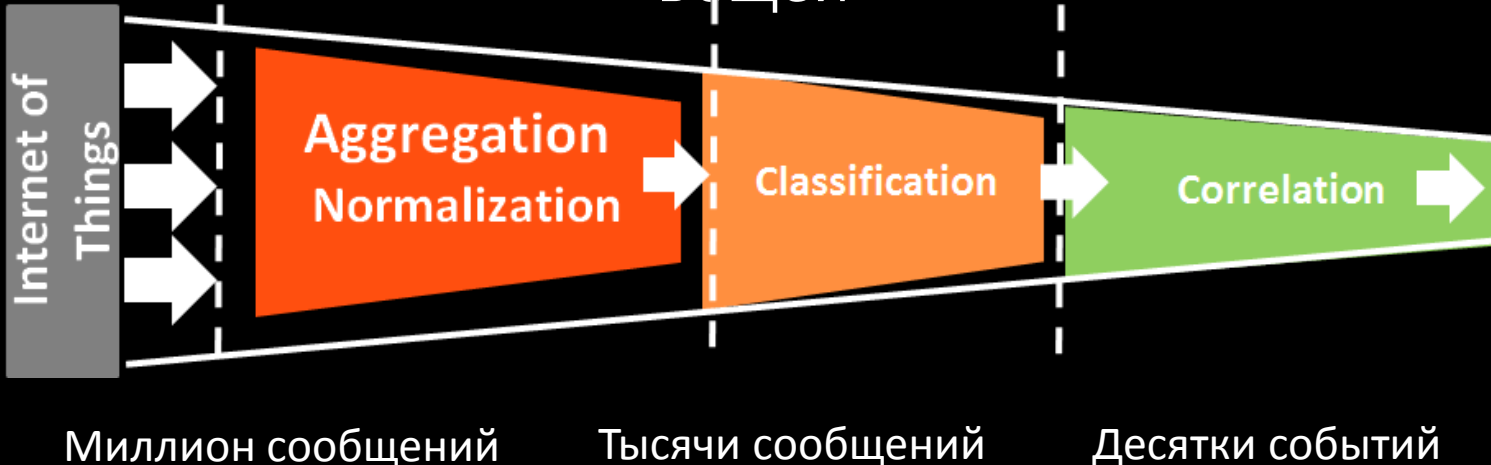 Internet of
Things
Aggregation
Normalization
Classification
Correlation
Миллион сообщений
Тысячи сообщений
Десятки событий